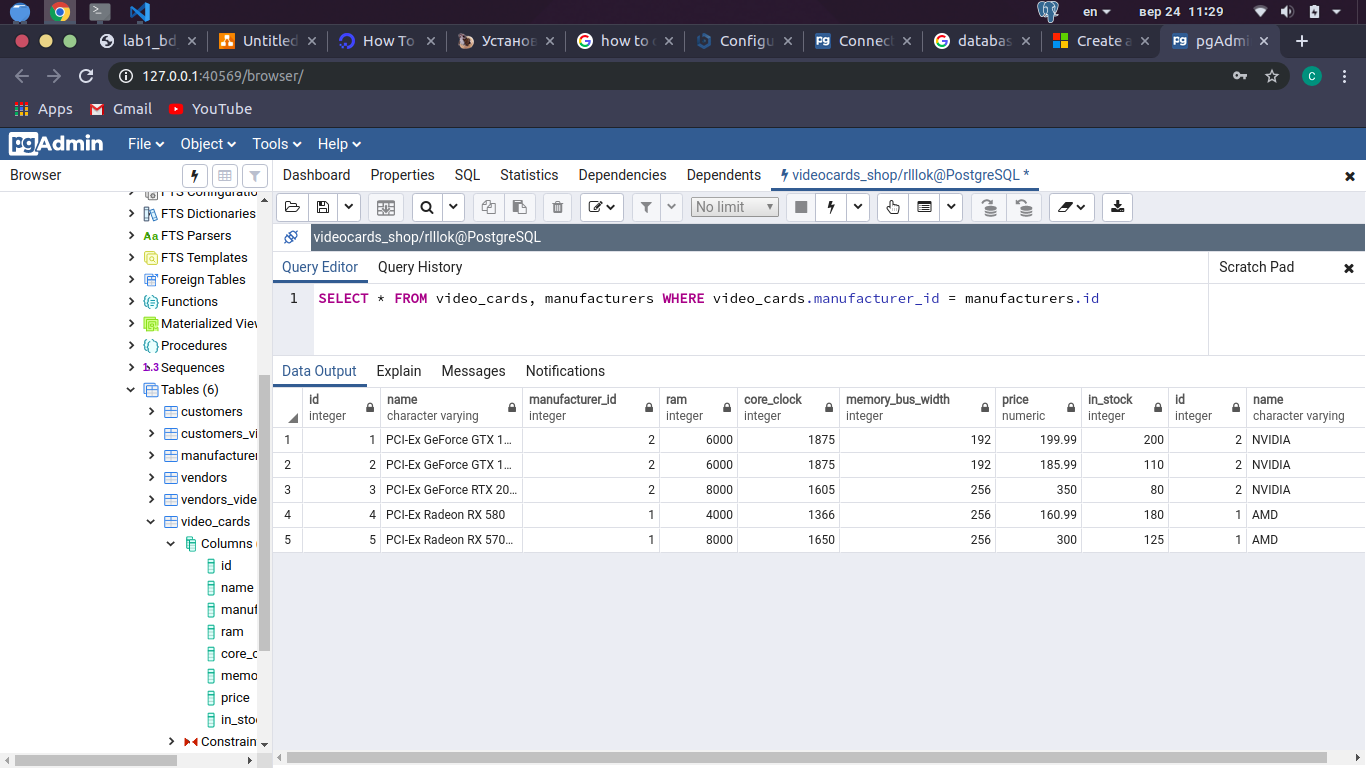 en вер 24 11:29
lab1_bd Untitled How To Установ how to Configu Connec databas Create a pgAdmi
127.0.0.1:40569/browser/ C
Apps Gmail YouTube
pgAdmin File Object Tools Help
Browser Dashboard Properties SQL Statistics Dependencies Dependents videocards_shop/rlllok@PostgreSQL *
FTS Configuratio
FTS Dictionaries
Aa FTS Parsers
FTS Templates
Foreign Tables
Functions
Materialized Vie
Procedures
1..3 Sequences
Tables (6)
customers
customers_vi
manufacturer
vendors
vendors_vide
video_cards
Columns
id
name
manuf
ram
core_c
memo
price
in_sto
Constrain
No limit
videocards_shop/rlllok@PostgreSQL
Query Editor Query History Scratch Pad
1 SELECT * FROM video_cards, manufacturers WHERE video_cards.manufacturer_id = manufacturers.id
Data Output Explain Messages Notifications
id name manufacturer_id ram core_clock memory_bus_width price in_stock id name
integer character varying integer integer integer integer numeric integer integer character varying
1 1 PCI-Ex GeForce GTX 1... 2 6000 1875 192 199.99 200 2 NVIDIA
2 2 PCI-Ex GeForce GTX 1... 2 6000 1875 192 185.99 110 2 NVIDIA
3 3 PCI-Ex GeForce RTX 20... 2 8000 1605 256 350 80 2 NVIDIA
4 4 PCI-Ex Radeon RX 580 1 4000 1366 256 160.99 180 1 AMD
5 5 PCI-Ex Radeon RX 570... 1 8000 1650 256 300 125 1 AMD